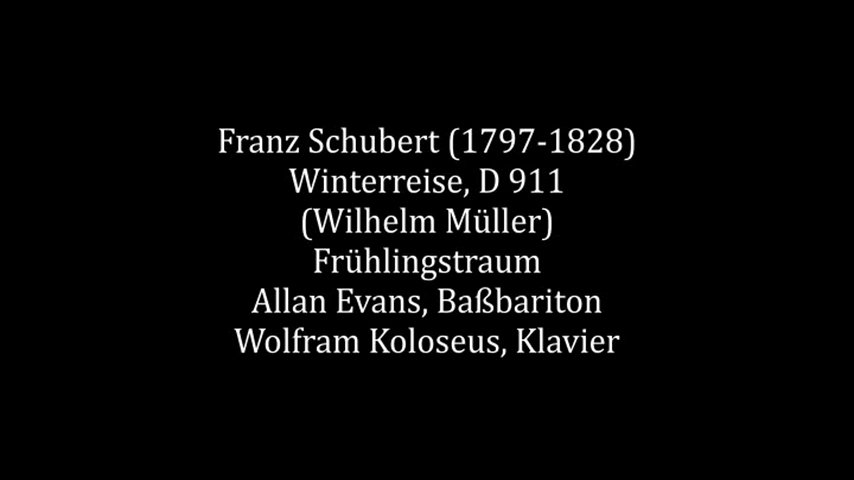 Franz Schubert (1797-1828)
Winterreise, D 911
(Wilhelm Müller)
Frühlingstraum
Allan Evans, Baßbariton
Wolfram Koloseus, Klavier